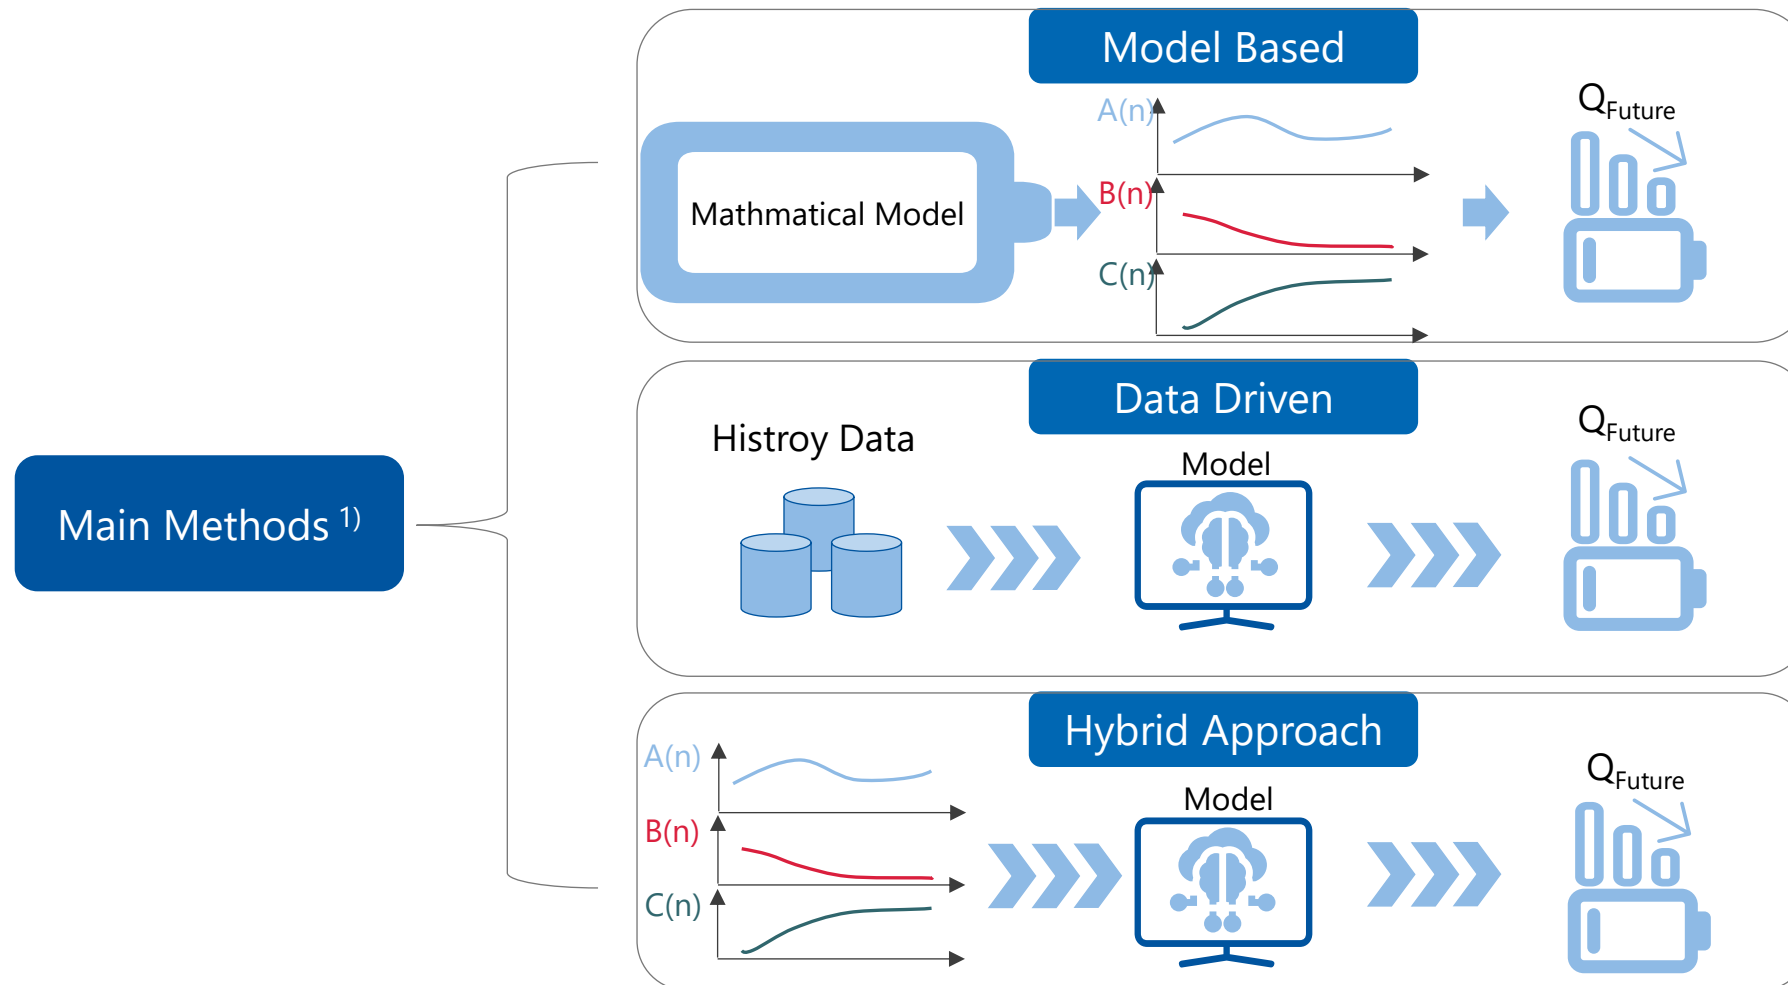 Main Methods 1)
Model Based
Mathmatical Model
A(n)
B(n)
C(n)
QFuture
Data Driven
Histroy Data
Model
QFuture
Hybrid Approach
A(n)
B(n)
C(n)
Model
QFuture